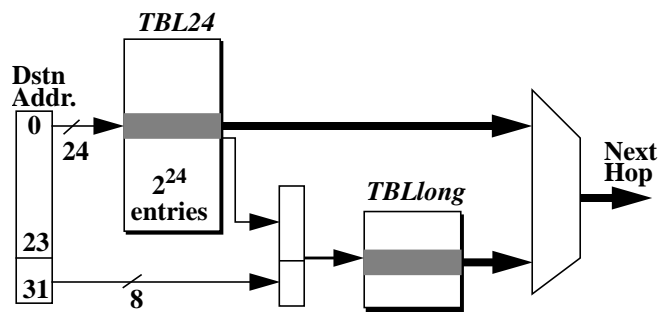 TBL24
Dstn
Addr.
0
24
2^24
entries
Next
Hop
TBLlong
23
31
8